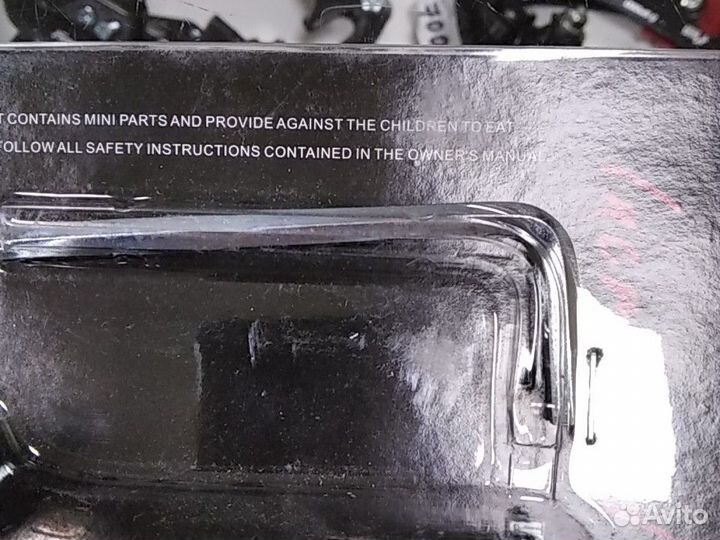 T CONTAINS MINI PARTS AND PROVIDE AGAINST THE CHILDREN TO EAT
FOLLOW ALL SAFETY INSTRUCTIONS CONTAINED IN THE OWNER'S MANUAL
Avito